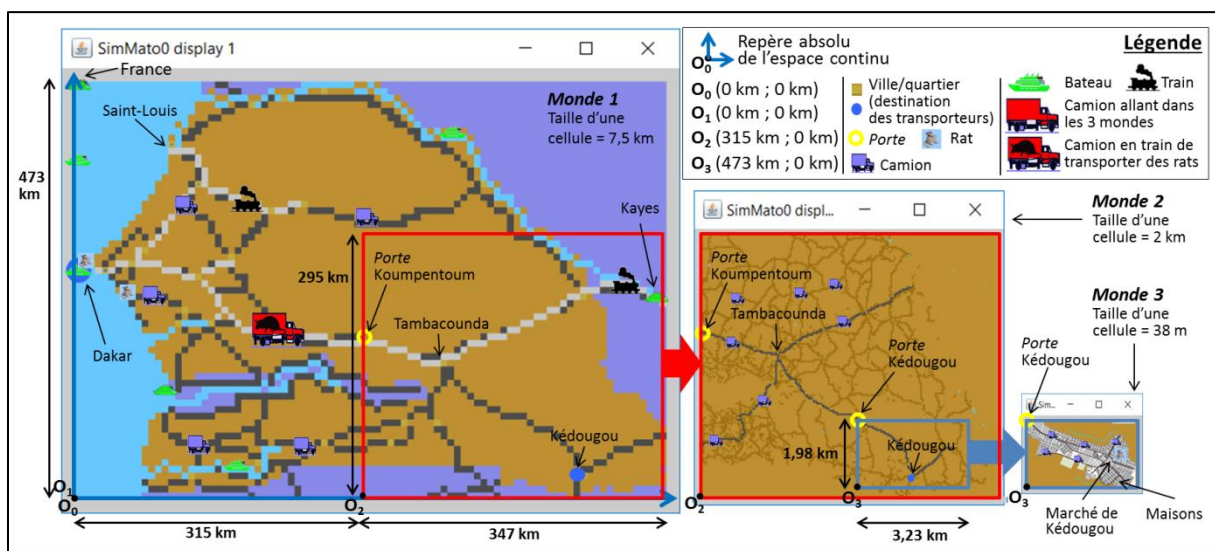 SimMato0 display 1
France
Saint-Louis
Monde 1
Taille d'une
cellule = 7,5 km
473
km
Kayes
295 km
Porte
Koumpentoum
Tambacounda
Dakar
Kédougou
O1
O0
O2
315 km
347 km
O0
Repère absolu
de l'espace continu
O0 (0 km ; 0 km)
O1 (0 km ; 0 km)
O2 (315 km ; 0 km)
O3 (473 km ; 0 km)
Légende
Ville/quartier
(destination
des transporteurs)
Porte
Rat
Camion
Bateau
Train
Camion allant dans
les 3 mondes
Camion en train de
transporter des rats
SimMato0 displ...
Monde 2
Taille d'une
cellule = 2 km
Porte
Koumpentoum
Tambacounda
Porte
Kédougou
1,98 km
Kédougou
O2
O3
3,23 km
Monde 3
Taille d'une
cellule = 38 m
Porte
Kédougou
Sim...
O3
Marché de
Kédougou
Maisons